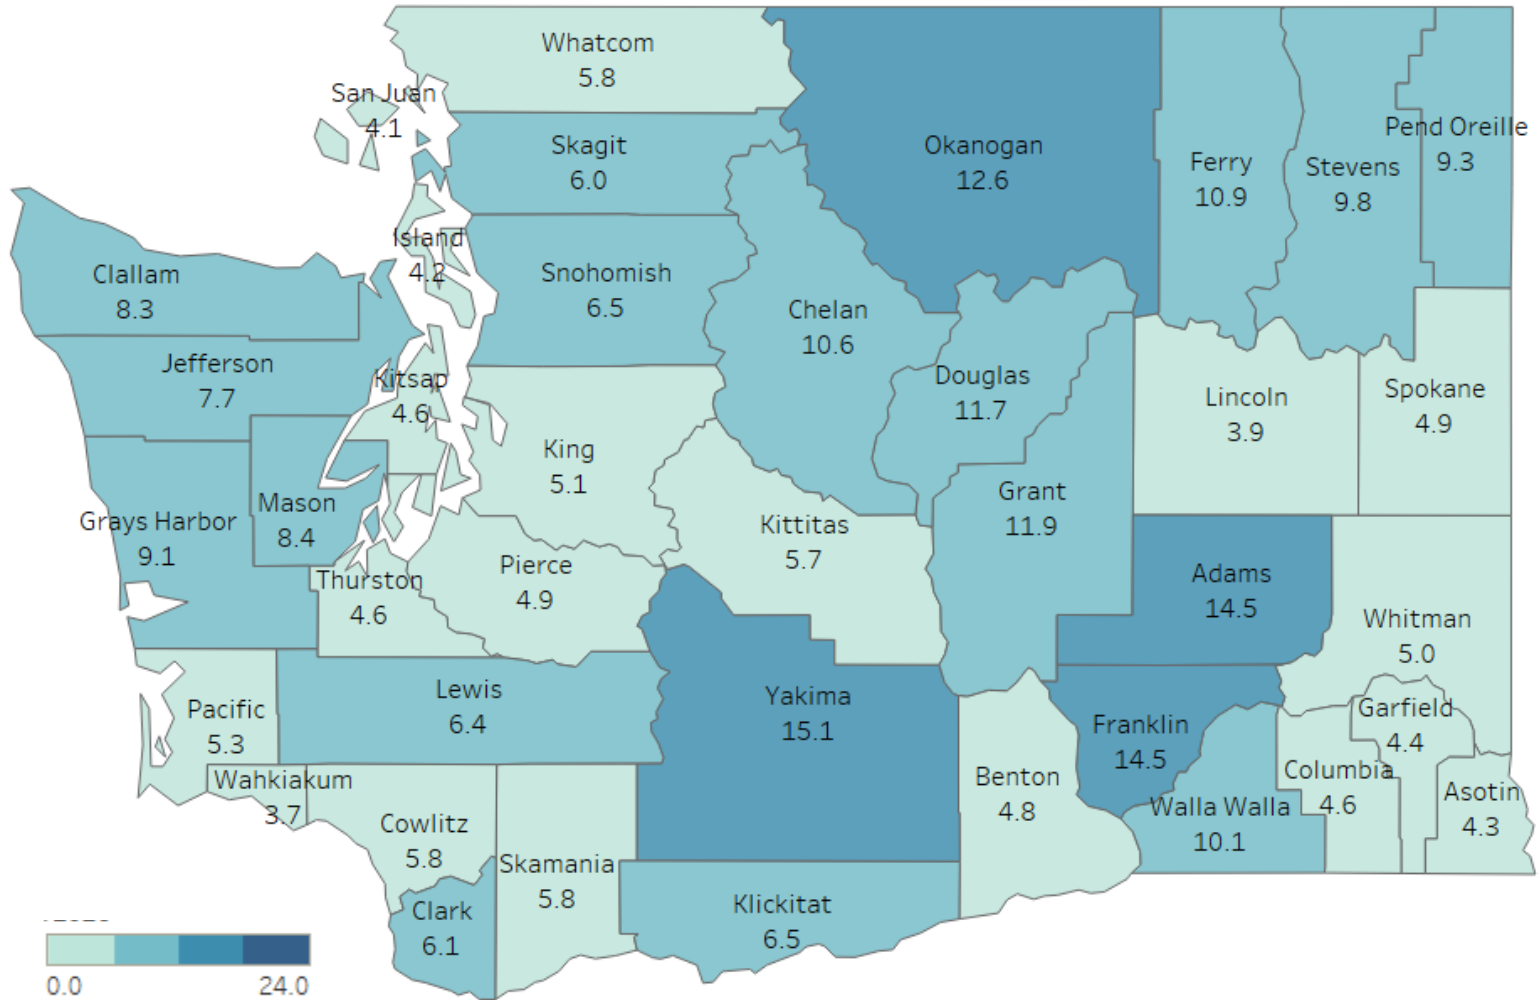 Whatcom
5.8
San Juan
4.1
Skagit
6.0
Okanogan
12.6
Ferry
10.9
Stevens
9.8
Pend Oreille
9.3
Island
4.2
Clallam
8.3
Snohomish
6.5
Chelan
10.6
Jefferson
7.7
Kitsap
4.6
Douglas
11.7
Lincoln
3.9
Spokane
4.9
King
5.1
Grant
11.9
Mason
8.4
Grays Harbor
9.1
Kittitas
5.7
Pierce
4.9
Thurston
4.6
Adams
14.5
Whitman
5.0
Lewis
6.4
Yakima
15.1
Pacific
5.3
Franklin
14.5
Garfield
4.4
Wahkiakum
3.7
Benton
4.8
Columbia
4.6
Asotin
4.3
Walla Walla
10.1
Cowlitz
5.8
Skamania
5.8
Clark
6.1
Klickitat
6.5
0.0 24.0